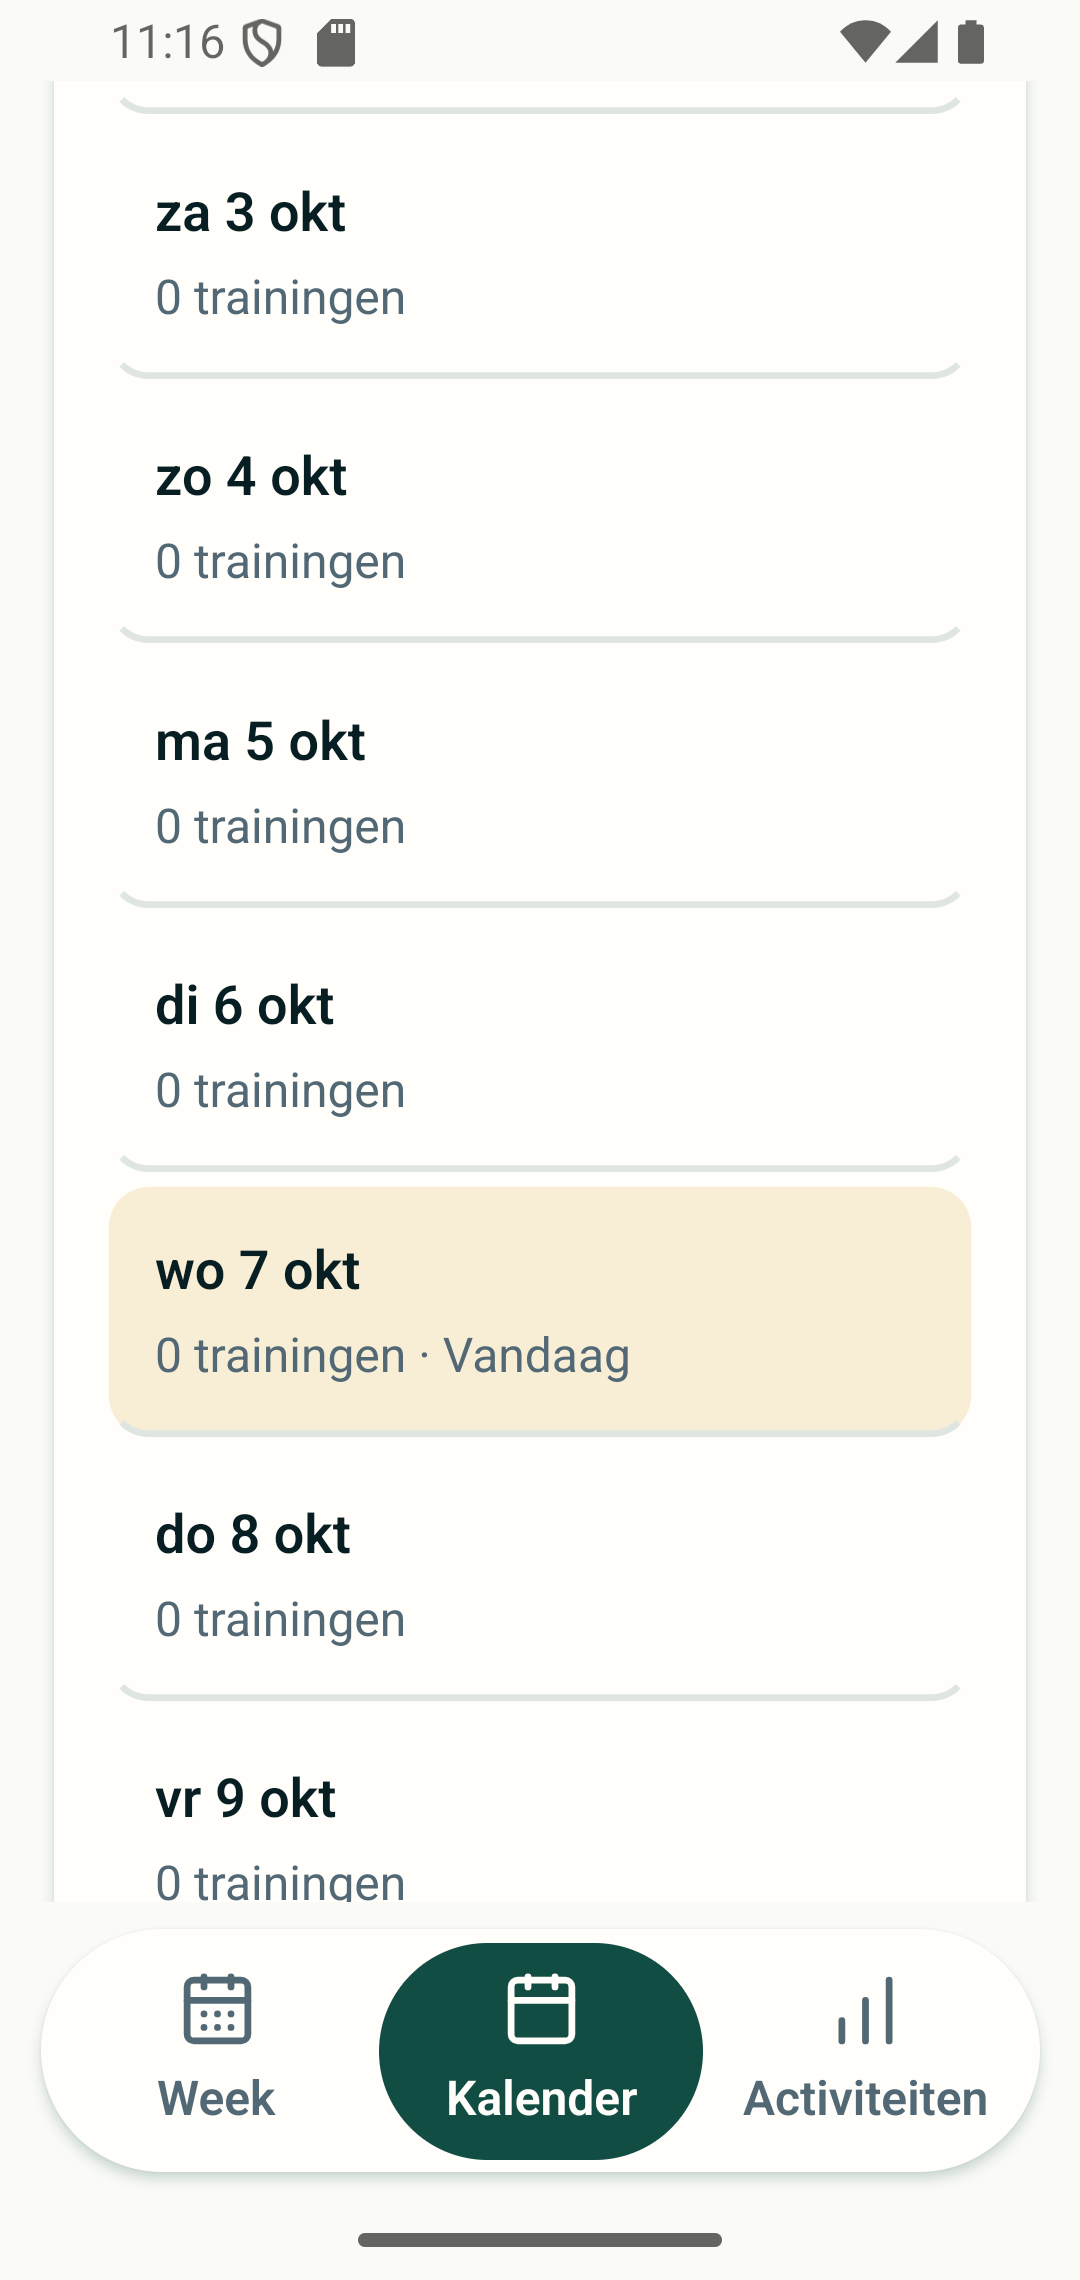 11:16
za 3 okt
0 trainingen
zo 4 okt
0 trainingen
ma 5 okt
0 trainingen
di 6 okt
0 trainingen
wo 7 okt
0 trainingen · Vandaag
do 8 okt
0 trainingen
vr 9 okt
0 trainingen
Week
Kalender
Activiteiten